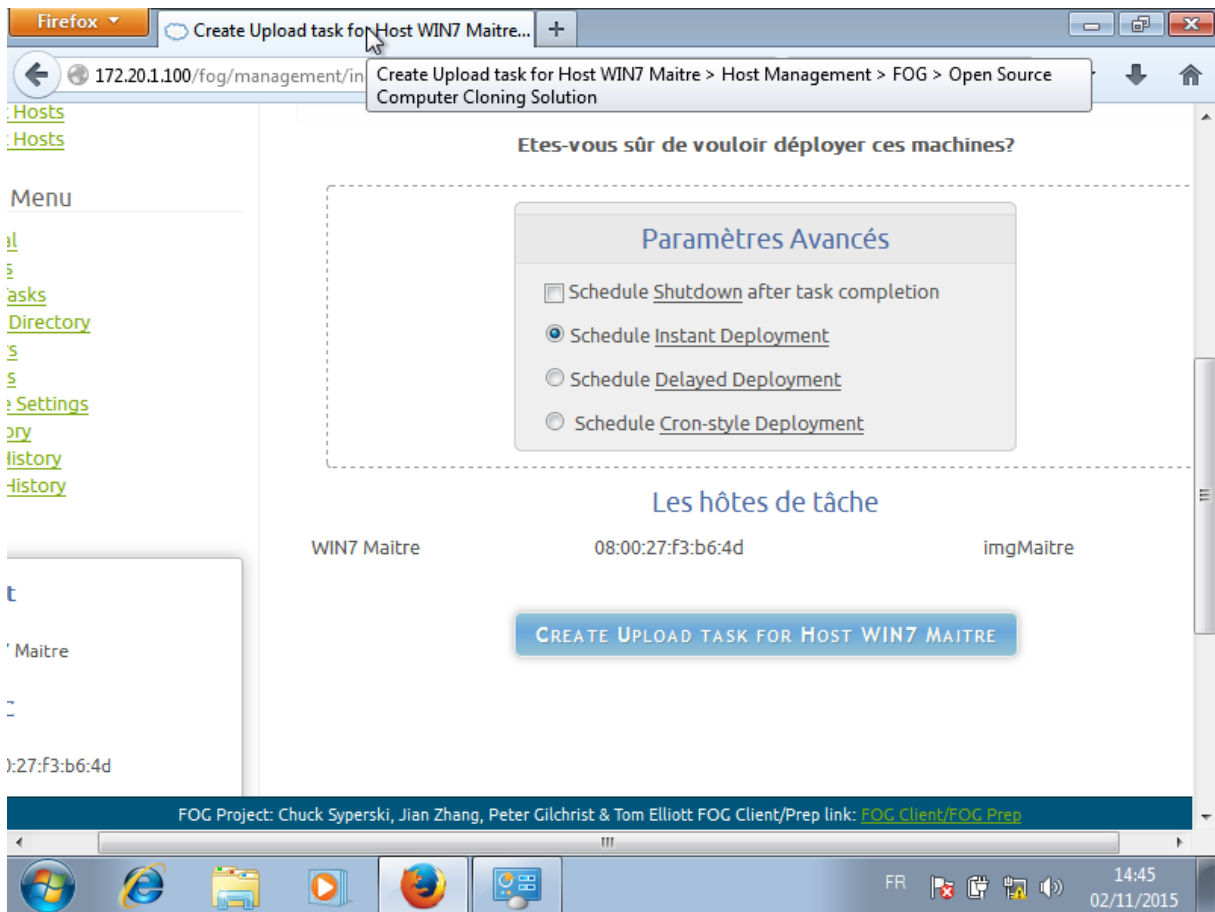 Firefox
Create Upload task for Host WIN7 Maitre...
172.20.1.100/fog/management/in
Create Upload task for Host WIN7 Maitre > Host Management > FOG > Open Source
Computer Cloning Solution
Hosts
Hosts
Menu
al
s
asks
Directory
rs
s
e Settings
ory
History
History
t
7 Maitre
C
0:27:f3:b6:4d
Etes-vous sûr de vouloir déployer ces machines?
Paramètres Avancés
Schedule Shutdown after task completion
Schedule Instant Deployment
Schedule Delayed Deployment
Schedule Cron-style Deployment
Les hôtes de tâche
WIN7 Maitre 08:00:27:f3:b6:4d imgMaitre
CREATE UPLOAD TASK FOR HOST WIN7 MAITRE
FOG Project: Chuck Syperski, Jian Zhang, Peter Gilchrist & Tom Elliott FOG Client/Prep link: FOG Client/FOG Prep
FR
14:45
02/11/2015